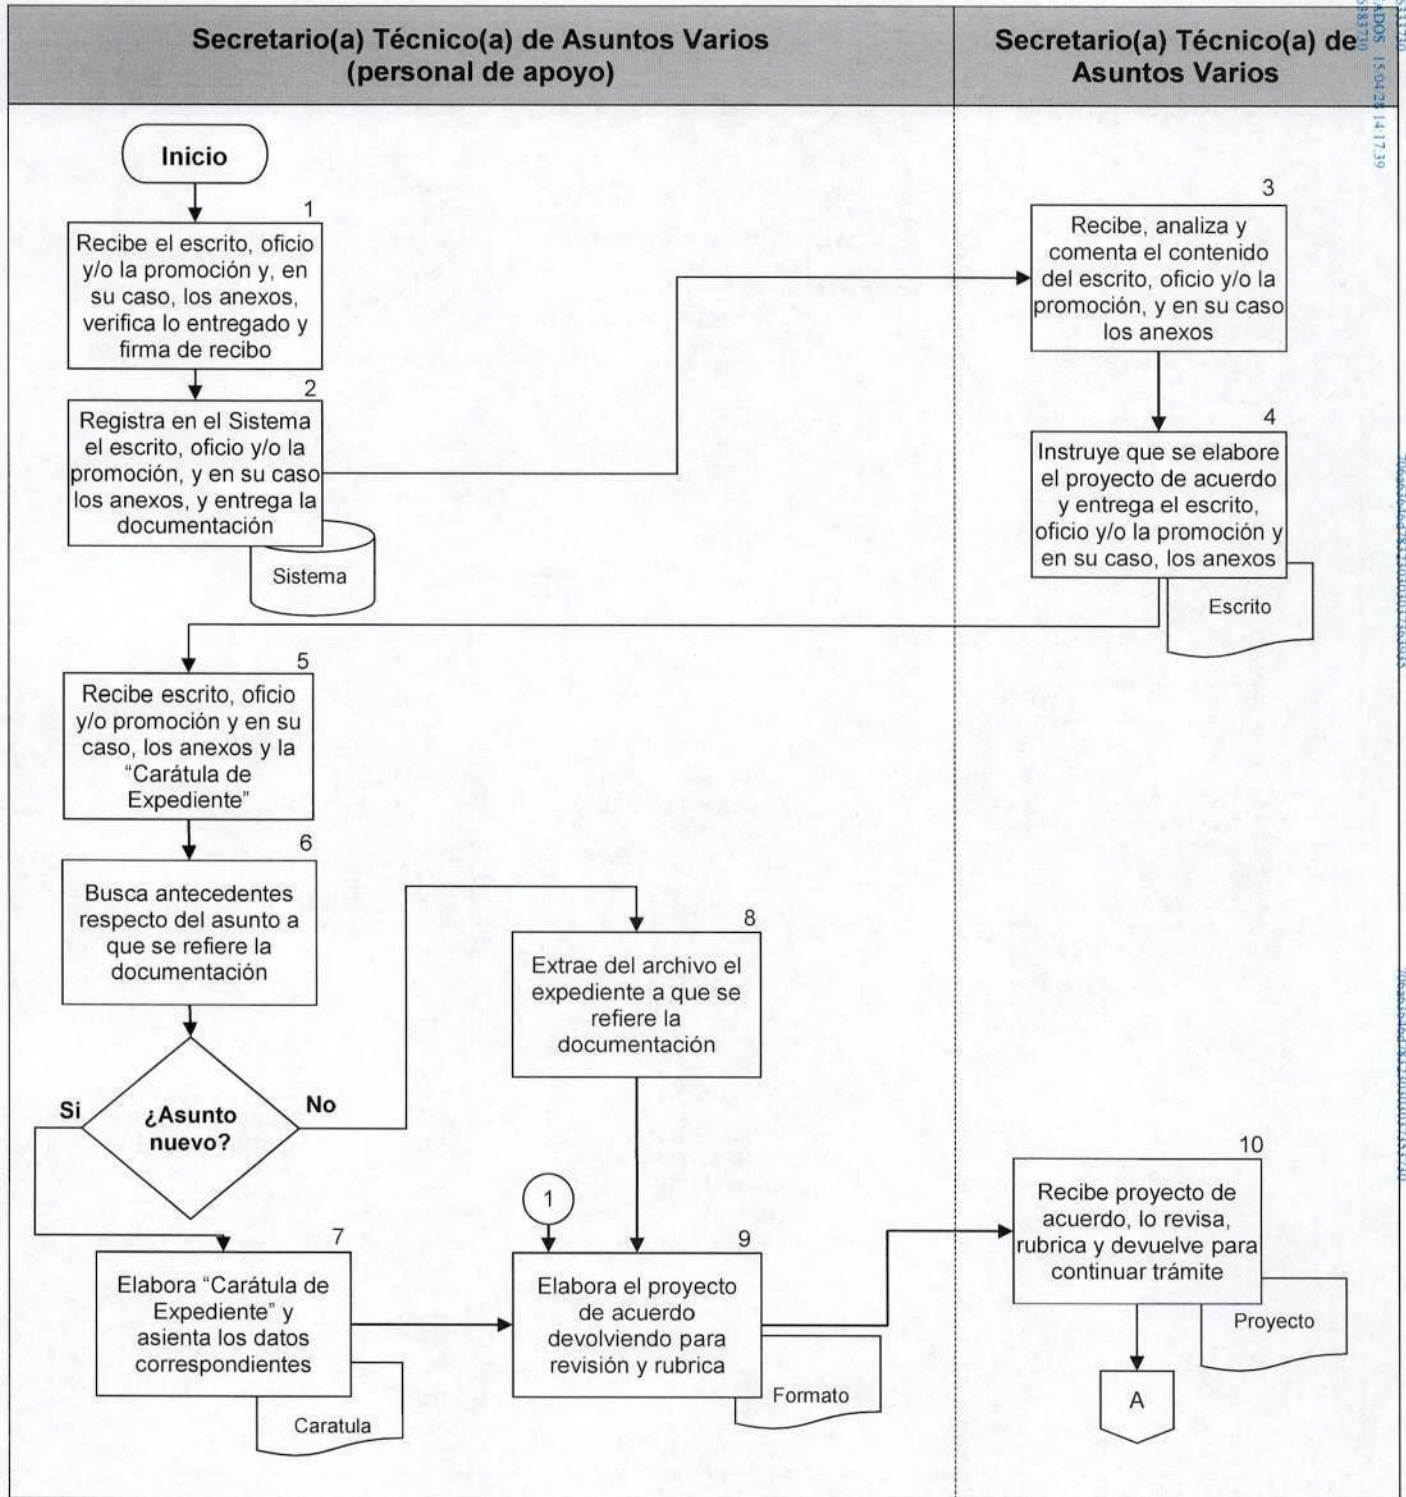 Secretario(a) Técnico(a) de Asuntos Varios
(personal de apoyo)
Secretario(a) Técnico(a) de
Asuntos Varios
Inicio
1
Recibe el escrito, oficio
y/o la promoción y, en
su caso, los anexos,
verifica lo entregado y
firma de recibo
2
Registra en el Sistema
el escrito, oficio y/o la
promoción, y en su caso
los anexos, y entrega la
documentación
Sistema
3
Recibe, analiza y
comenta el contenido
del escrito, oficio y/o la
promoción, y en su caso
los anexos
4
Instruye que se elabore
el proyecto de acuerdo
y entrega el escrito,
oficio y/o la promoción y
en su caso, los anexos
Escrito
5
Recibe escrito, oficio
y/o promoción y en su
caso, los anexos y la
“Carátula de
Expediente”
6
Busca antecedentes
respecto del asunto a
que se refiere la
documentación
¿Asunto
nuevo?
Si
No
7
Elabora “Carátula de
Expediente” y
asienta los datos
correspondientes
Caratula
8
Extrae del archivo el
expediente a que se
refiere la
documentación
1
9
Elabora el proyecto
de acuerdo
devolviendo para
revisión y rubrica
Formato
10
Recibe proyecto de
acuerdo, lo revisa,
rubrica y devuelve para
continuar trámite
Proyecto
A
15:04:28 14:17:39